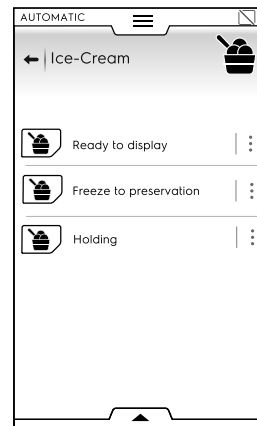 AUTOMATIC
Ice-Cream
Ready to display
Freeze to preservation
Holding